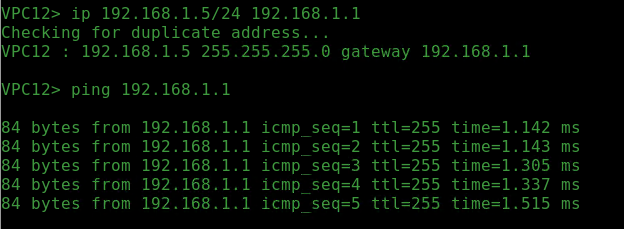 VPC12> ip 192.168.1.5/24 192.168.1.1
Checking for duplicate address...
VPC12 : 192.168.1.5 255.255.255.0 gateway 192.168.1.1
VPC12> ping 192.168.1.1
84 bytes from 192.168.1.1 icmp_seq=1 ttl=255 time=1.142 ms
84 bytes from 192.168.1.1 icmp_seq=2 ttl=255 time=1.143 ms
84 bytes from 192.168.1.1 icmp_seq=3 ttl=255 time=1.305 ms
84 bytes from 192.168.1.1 icmp_seq=4 ttl=255 time=1.337 ms
84 bytes from 192.168.1.1 icmp_seq=5 ttl=255 time=1.515 ms